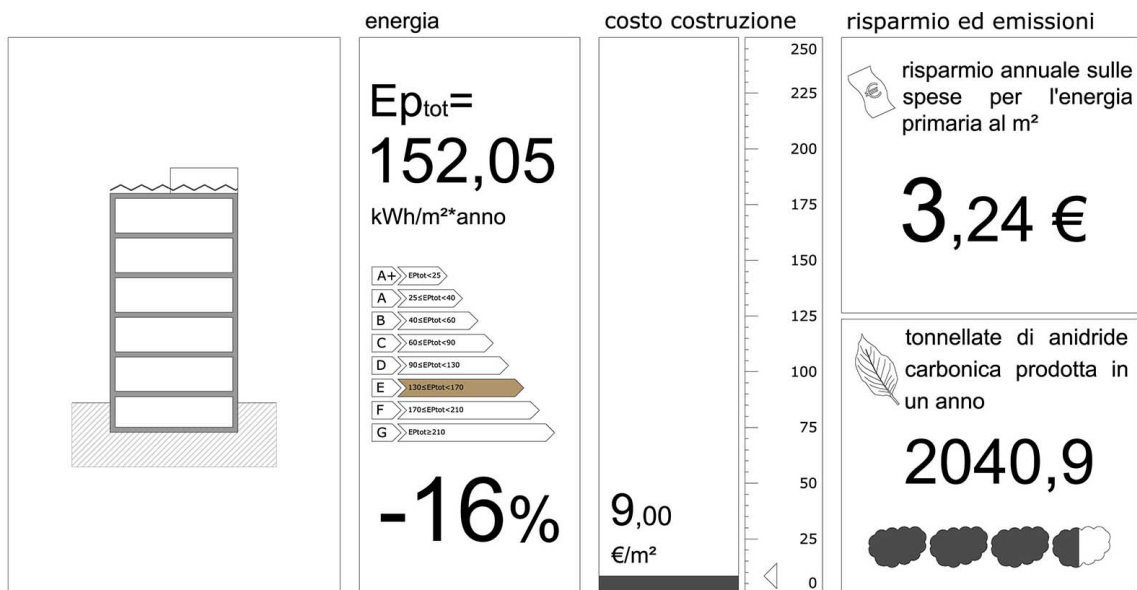 energia
Ep tot=
152,05
kWh/m²*anno
A+ EPtot<25
A 25≤EPtot<40
B 40≤EPtot<60
C 60≤EPtot<90
D 90≤EPtot<130
E 130≤EPtot<170
F 170≤EPtot<210
G EPtot≥210
-16%
costo costruzione
250
225
200
175
150
125
100
75
50
25
0
9,00
€/m²
risparmio ed emissioni
€
risparmio annuale sulle
spese per l'energia
primaria al m²
3,24 €
tonnellate di anidride
carbonica prodotta in
un anno
2040,9